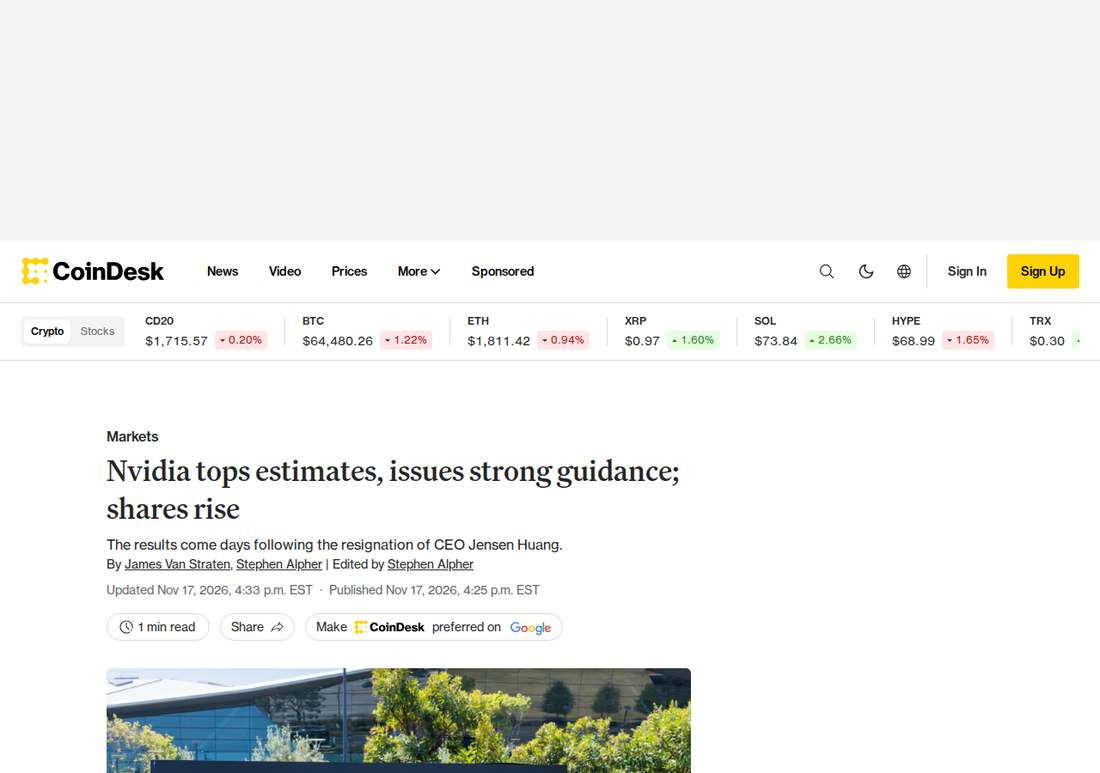 CoinDesk News Video Prices More Sponsored Sign In Sign Up
Crypto Stocks
CD20 BTC ETH XRP SOL HYPE TRX
$1,715.57 0.20% $64,480.26 1.22% $1,811.42 0.94% $0.97 1.60% $73.84 2.66% $68.99 1.65% $0.30
Markets
Nvidia tops estimates, issues strong guidance;
shares rise
The results come days following the resignation of CEO Jensen Huang.
By James Van Straten, Stephen Alpher | Edited by Stephen Alpher
Updated Nov 17, 2026, 4:33 p.m. EST · Published Nov 17, 2026, 4:25 p.m. EST
1 min read Share Make CoinDesk preferred on Google